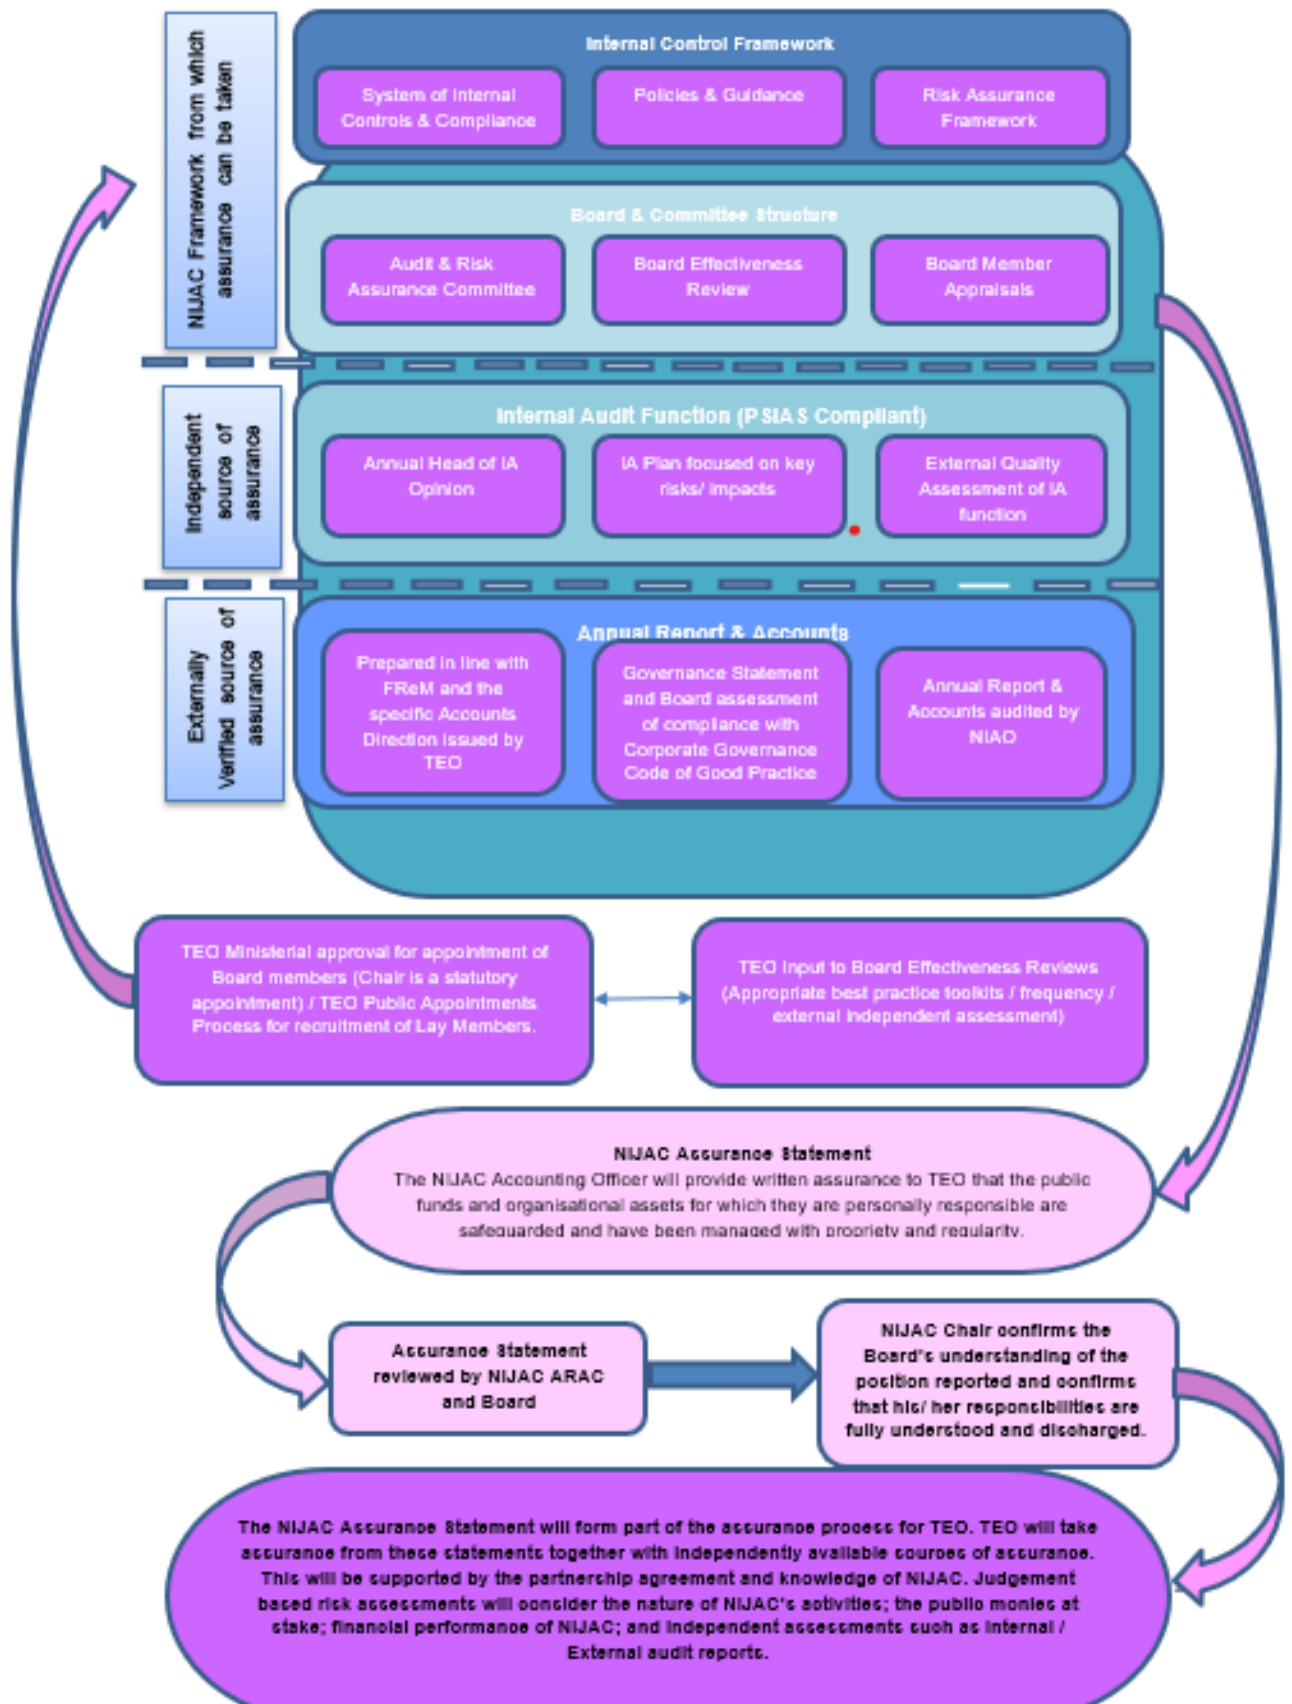 NIJAC Framework from which
assurance can be taken
Internal Control Framework
System of Internal
Controls & Compliance
Policies & Guidance
Risk Assurance
Framework
Board & Committee Structure
Audit & Risk
Assurance Committee
Board Effectiveness
Review
Board Member
Appraisals
Independent
source of
assurance
Internal Audit Function (PSIAS Compliant)
Annual Head of IA
Opinion
IA Plan focused on key
risks/ impacts
External Quality
Assessment of IA
function
Externally
Verified source of
assurance
Annual Report & Accounts
Prepared in line with
FReM and the
specific Accounts
Direction issued by
TEO
Governance Statement
and Board assessment
of compliance with
Corporate Governance
Code of Good Practice
Annual Report &
Accounts audited by
NIAO
TEO Ministerial approval for appointment of
Board members (Chair is a statutory
appointment) / TEO Public Appointments
Process for recruitment of Lay Members.
TEO Input to Board Effectiveness Reviews
(Appropriate best practice toolkits / frequency /
external independent assessment)
NIJAC Assurance Statement
The NIJAC Accounting Officer will provide written assurance to TEO that the public
funds and organisational assets for which they are personally responsible are
safeguarded and have been managed with propriety and regularity.
Assurance Statement
reviewed by NIJAC ARAC
and Board
NIJAC Chair confirms the
Board's understanding of the
position reported and confirms
that his/ her responsibilities are
fully understood and discharged.
The NIJAC Assurance Statement will form part of the assurance process for TEO. TEO will take
assurance from these statements together with independently available sources of assurance.
This will be supported by the partnership agreement and knowledge of NIJAC. Judgement
based risk assessments will consider the nature of NIJAC's activities; the public monies at
stake; financial performance of NIJAC; and independent assessments such as Internal /
External audit reports.